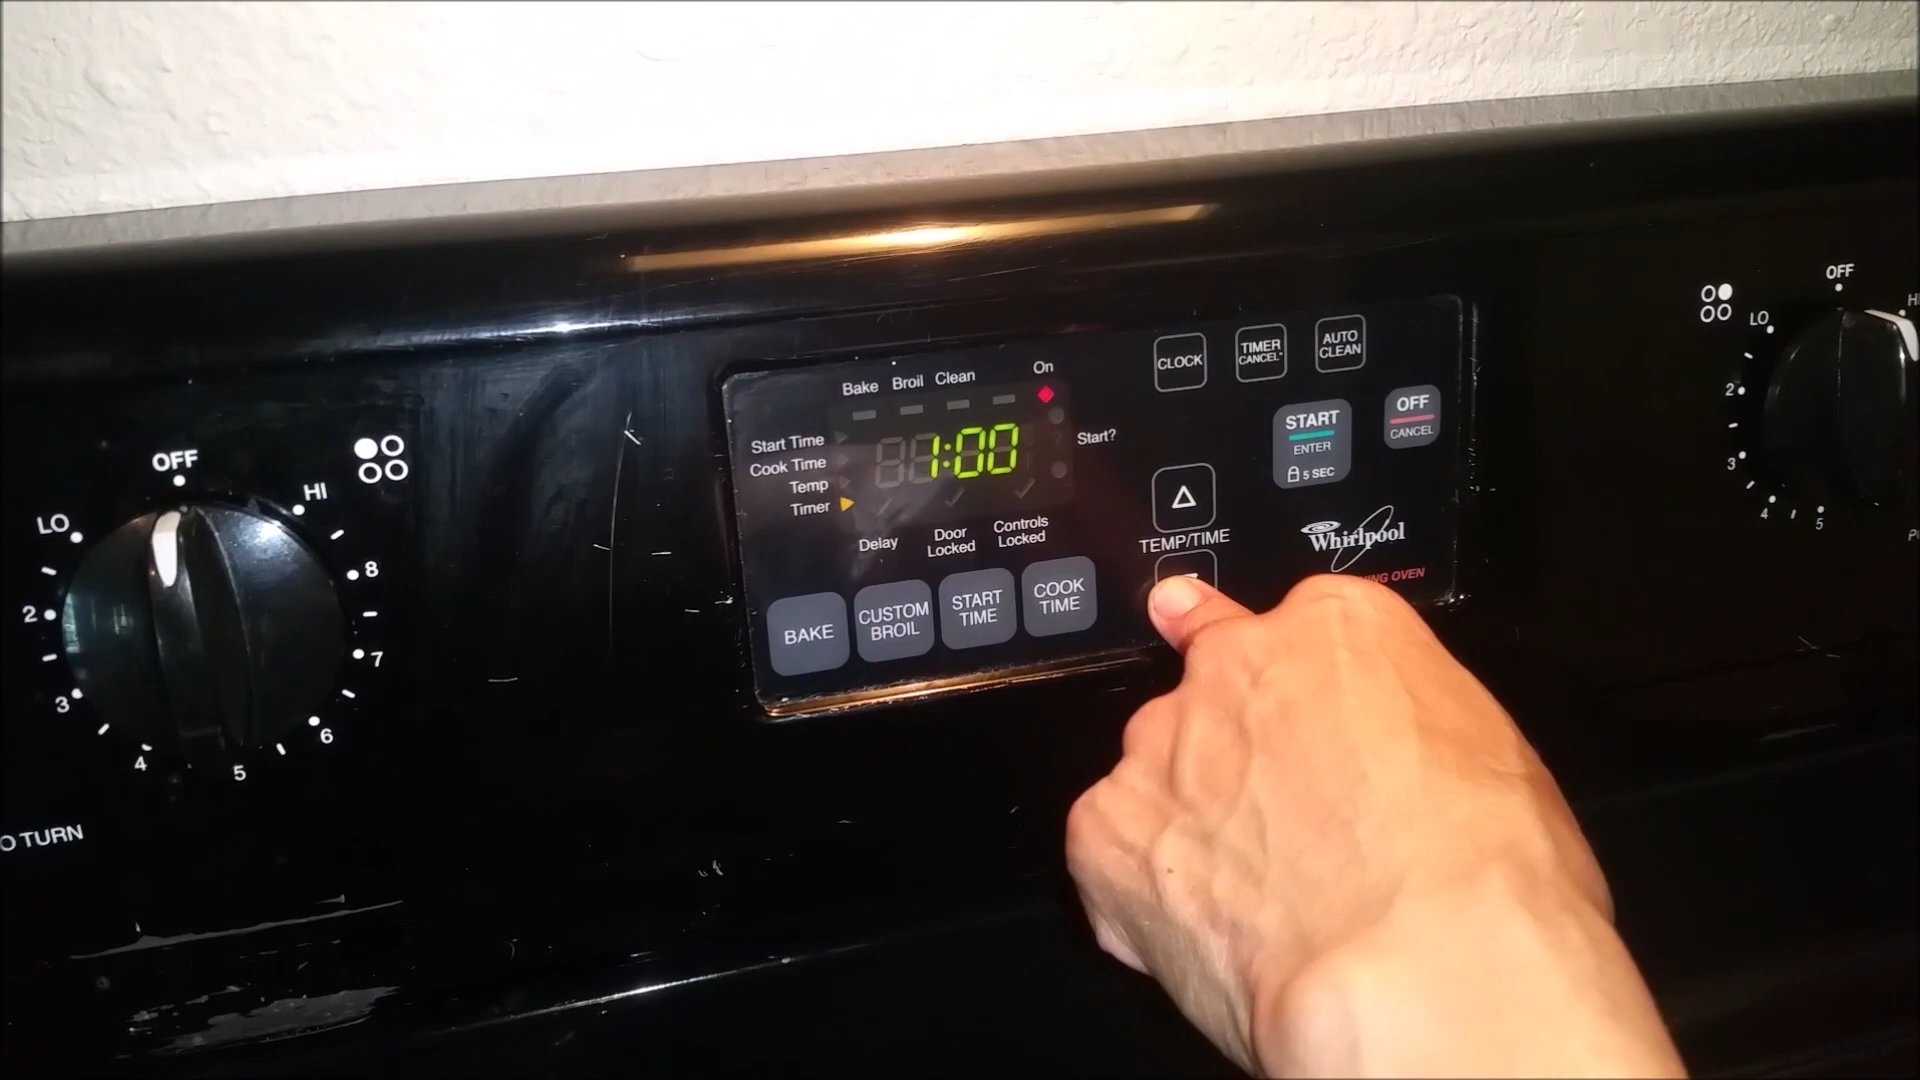 OFF
LO
HI
2
8
3
7
4
5
6
O TURN
Bake Broil Clean
On
Start Time
Cook Time
Temp
Timer
1:00
Start?
Delay
Door
Locked
Controls
Locked
BAKE
CUSTOM
BROIL
START
TIME
COOK
TIME
CLOCK
TIMER
CANCEL*
AUTO
CLEAN
TEMP/TIME
START
ENTER
5 SEC
OFF
CANCEL
Whirlpool
OVEN
OFF
LO
2
3
4
5